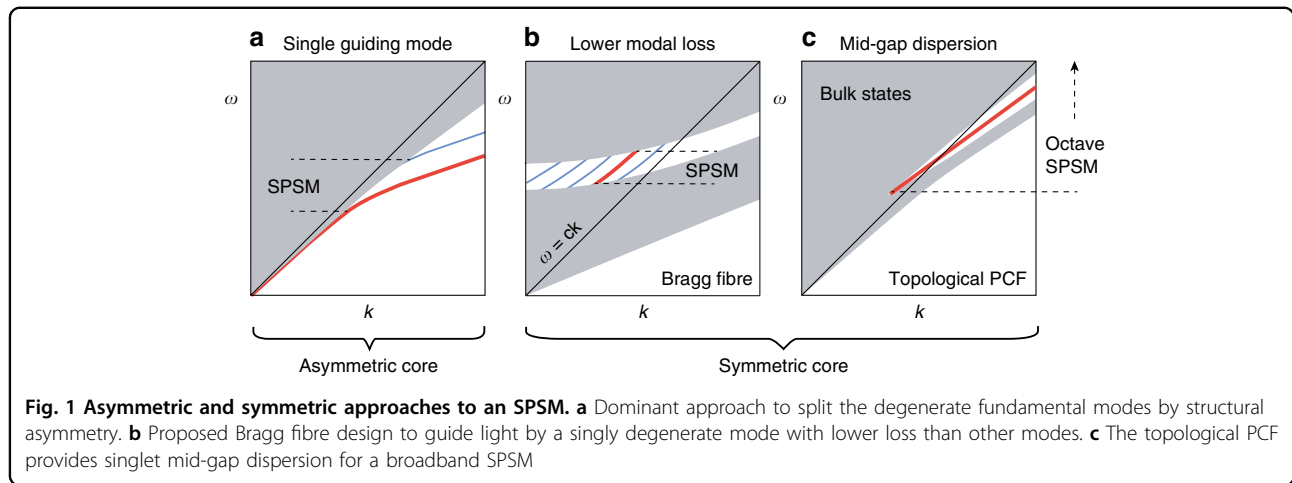 a Single guiding mode
b Lower modal loss
c Mid-gap dispersion
ω
SPSM
k
Asymmetric core
ω
SPSM
ω = ck
Bragg fibre
k
ω
Bulk states
Octave
SPSM
Topological PCF
k
Symmetric core
Fig. 1 Asymmetric and symmetric approaches to an SPSM. a Dominant approach to split the degenerate fundamental modes by structural
asymmetry. b Proposed Bragg fibre design to guide light by a singly degenerate mode with lower loss than other modes. c The topological PCF
provides singlet mid-gap dispersion for a broadband SPSM